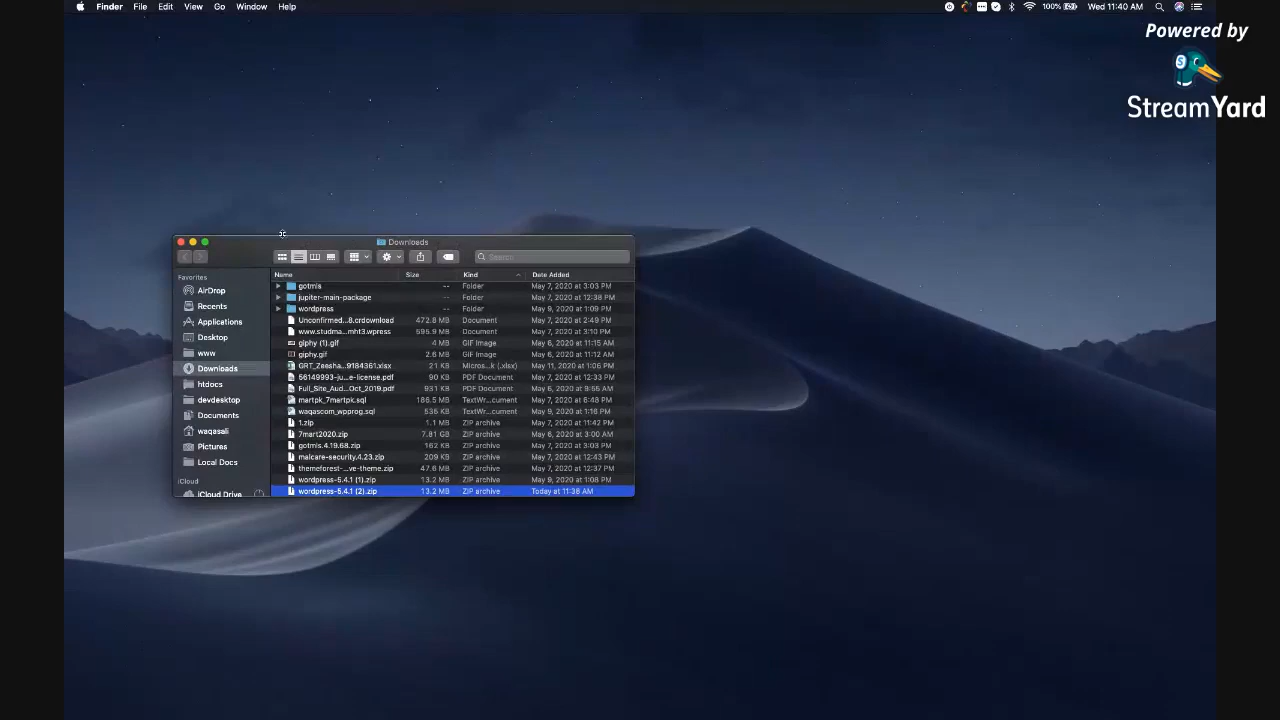 Finder File Edit View Go Window Help 100% Wed 11:40 AM
Powered by
StreamYard
Downloads
Search
Favorites
AirDrop
Recents
Applications
Desktop
www
Downloads
htdocs
devdesktop
Documents
waqasali
Pictures
Local Docs
iCloud
iCloud Drive
Name Size Kind Date Added
gotmls -- Folder May 7, 2020 at 3:03 PM
jupiter-main-package -- Folder May 7, 2020 at 12:38 PM
wordpress -- Folder May 9, 2020 at 1:09 PM
Unconfirmed...8.crdownload 472.8 MB Document May 7, 2020 at 2:49 PM
www.studma...mht3.wpress 595.9 MB Document May 7, 2020 at 3:10 PM
giphy (1).gif 4 MB GIF Image May 6, 2020 at 11:15 AM
giphy.gif 2.6 MB GIF Image May 6, 2020 at 11:12 AM
GRT_Zeesha...9184361.xlsx 21 KB Micros...k (.xlsx) May 11, 2020 at 1:06 PM
56149993-ju...e-license.pdf 90 KB PDF Document May 7, 2020 at 12:33 PM
Full_Site_Aud...Oct_2019.pdf 931 KB PDF Document May 6, 2020 at 9:55 AM
martpk_7martpk.sql 186.5 MB TextWr...cument May 7, 2020 at 6:48 PM
waqascom_wpprog.sql 535 KB TextWr...cument May 9, 2020 at 1:16 PM
1.zip 1.1 MB ZIP archive May 7, 2020 at 11:42 PM
7mart2020.zip 7.81 GB ZIP archive May 6, 2020 at 3:00 AM
gotmls.4.19.68.zip 162 KB ZIP archive May 7, 2020 at 3:03 PM
malcare-security.4.23.zip 209 KB ZIP archive May 7, 2020 at 12:43 PM
themeforest-...ve-theme.zip 47.6 MB ZIP archive May 7, 2020 at 12:37 PM
wordpress-5.4.1 (1).zip 13.2 MB ZIP archive May 9, 2020 at 1:08 PM
wordpress-5.4.1 (2).zip 13.2 MB ZIP archive Today at 11:38 AM